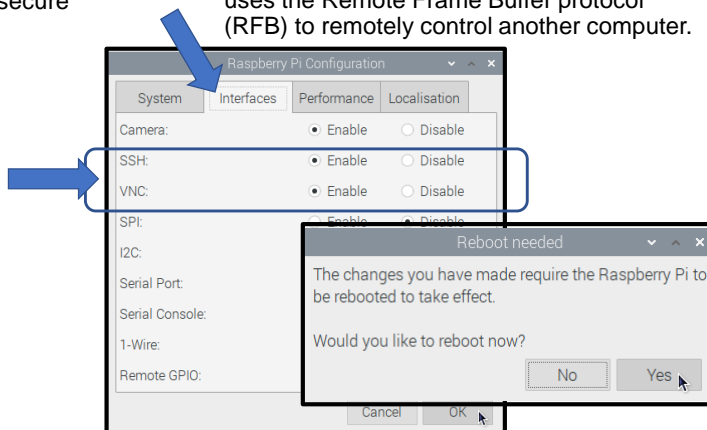 secure
uses the Remote Frame Buffer protocol
(RFB) to remotely control another computer.
Raspberry Pi Configuration
System Interfaces Performance Localisation
Camera: Enable Disable
SSH: Enable Disable
VNC: Enable Disable
SPI: Enable Disable
Reboot needed
I2C:
The changes you have made require the Raspberry Pi to
Serial Port:
be rebooted to take effect.
Serial Console:
1-Wire:
Would you like to reboot now?
Remote GPIO:
No Yes
Cancel OK